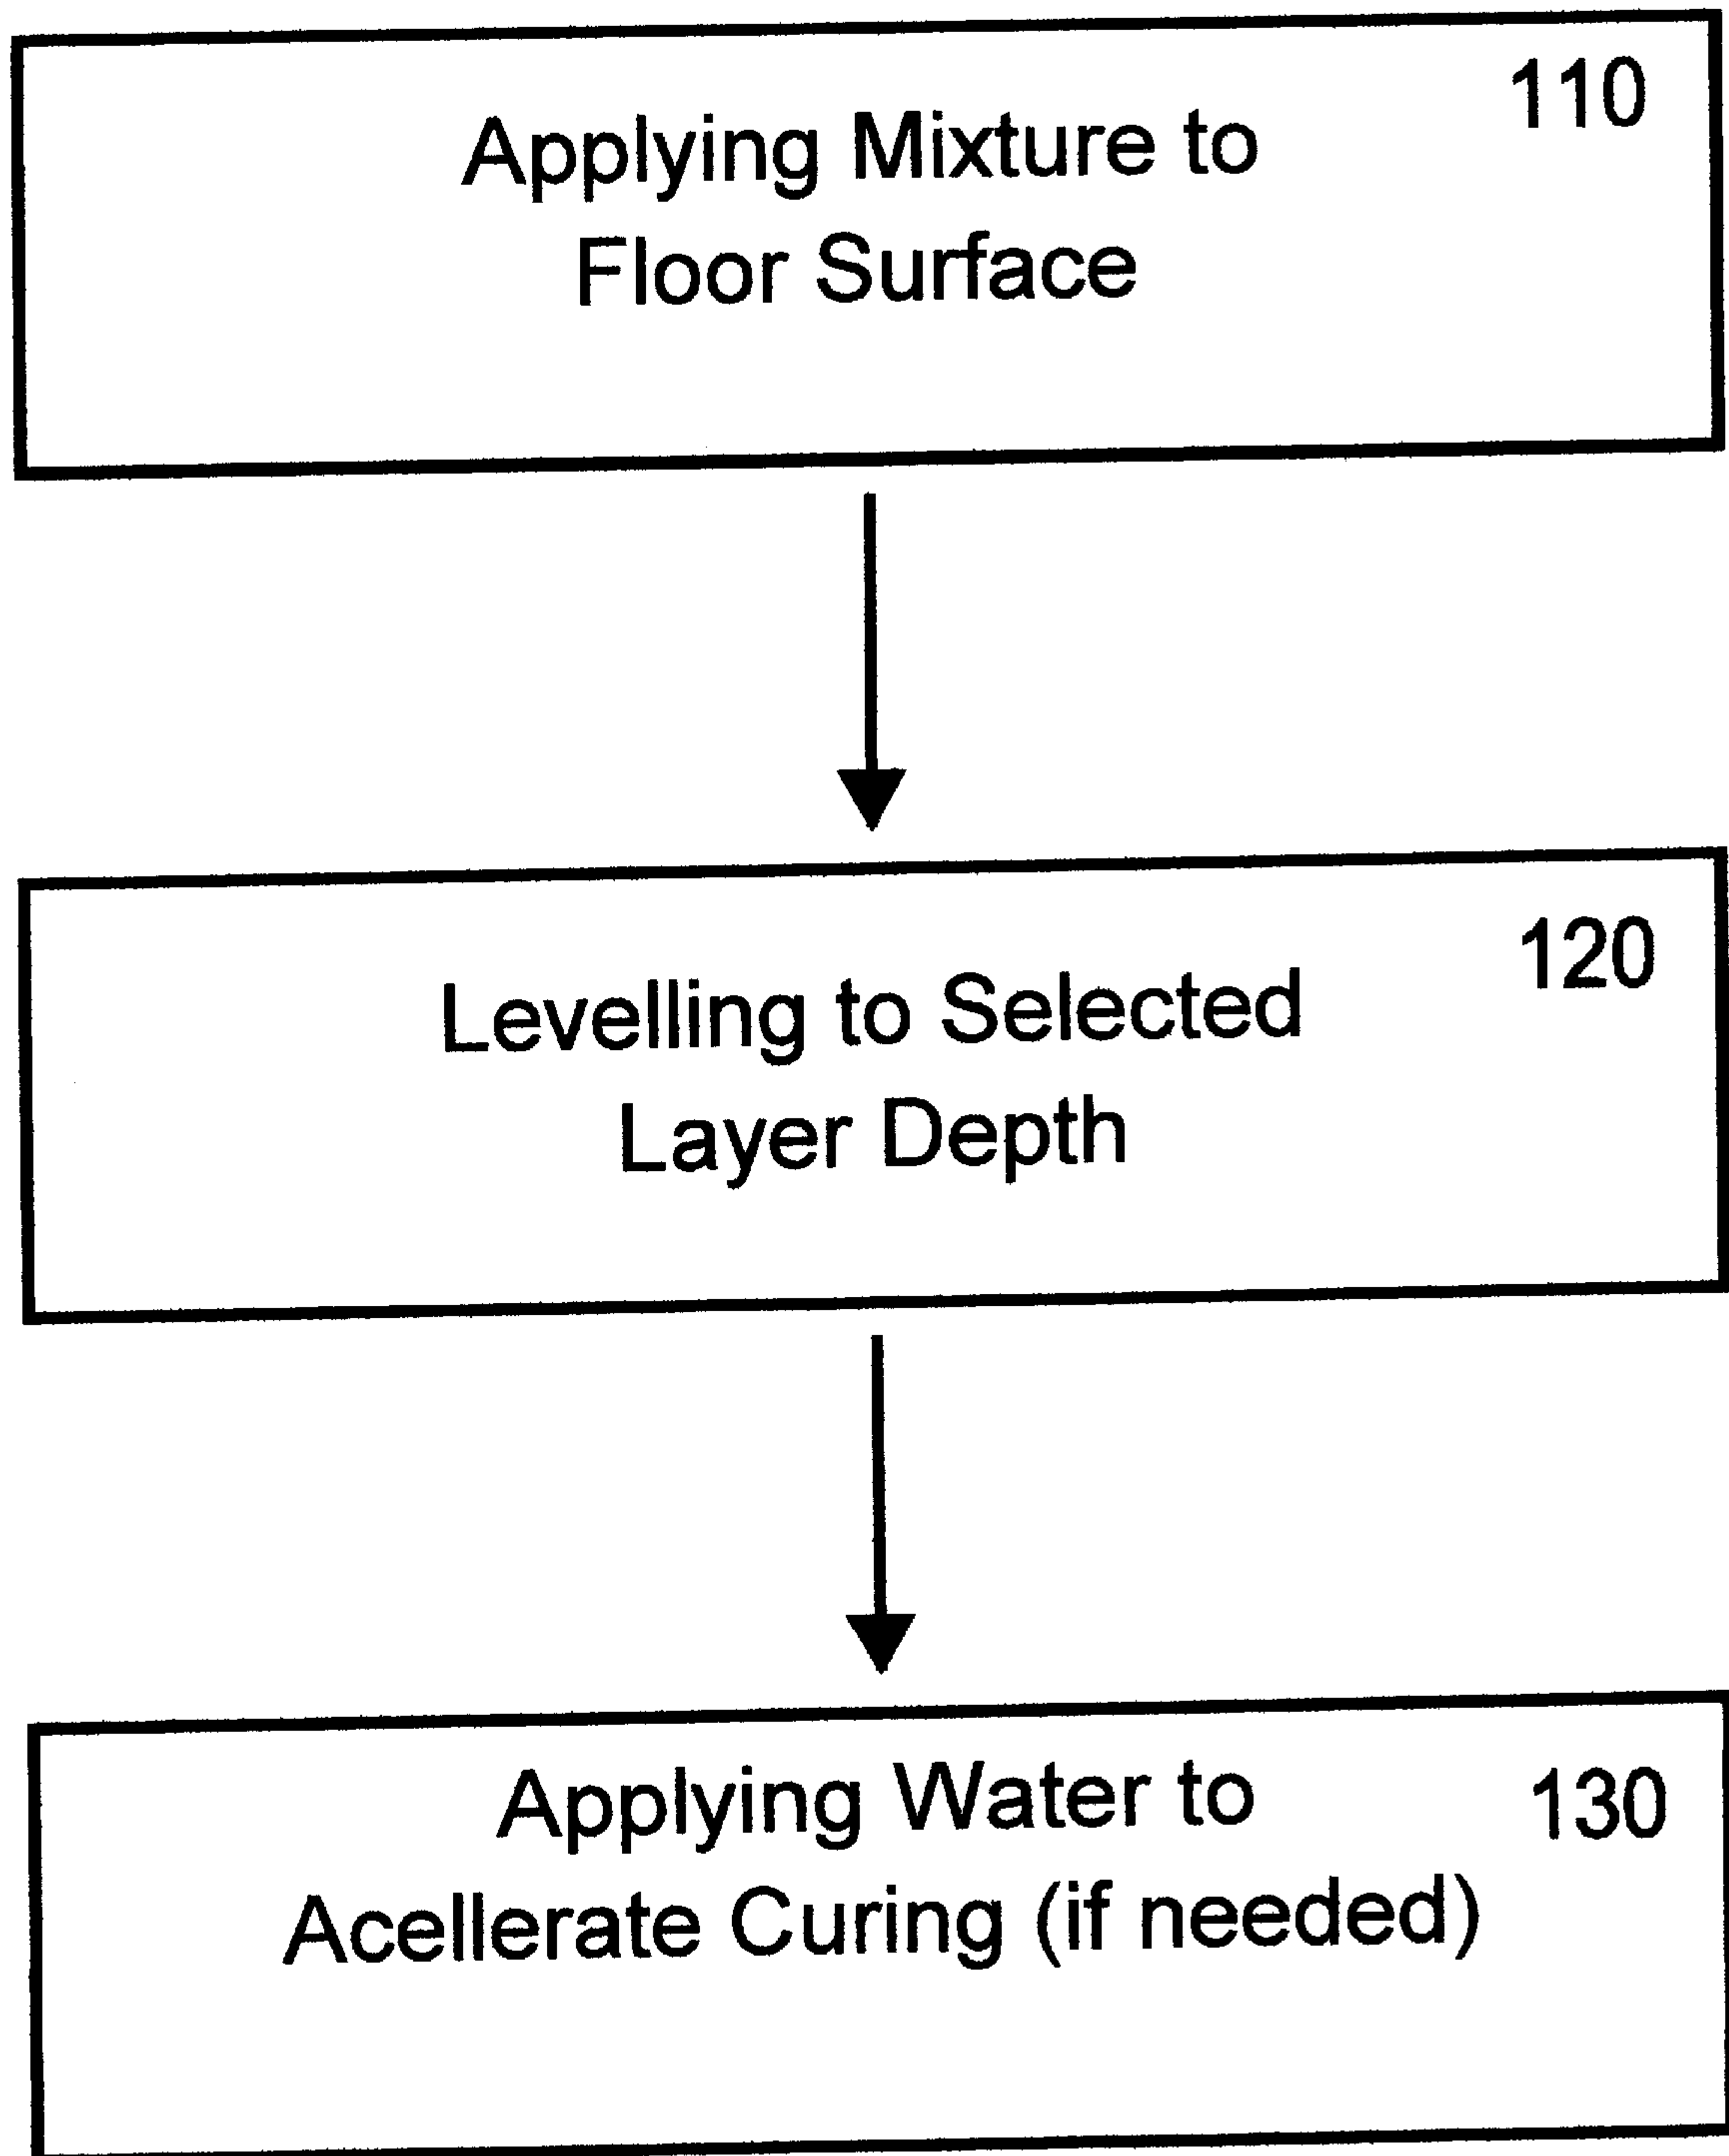 110
Applying Mixture to
Floor Surface
120
Levelling to Selected
Layer Depth
130
Applying Water to
Acellerate Curing (if needed)